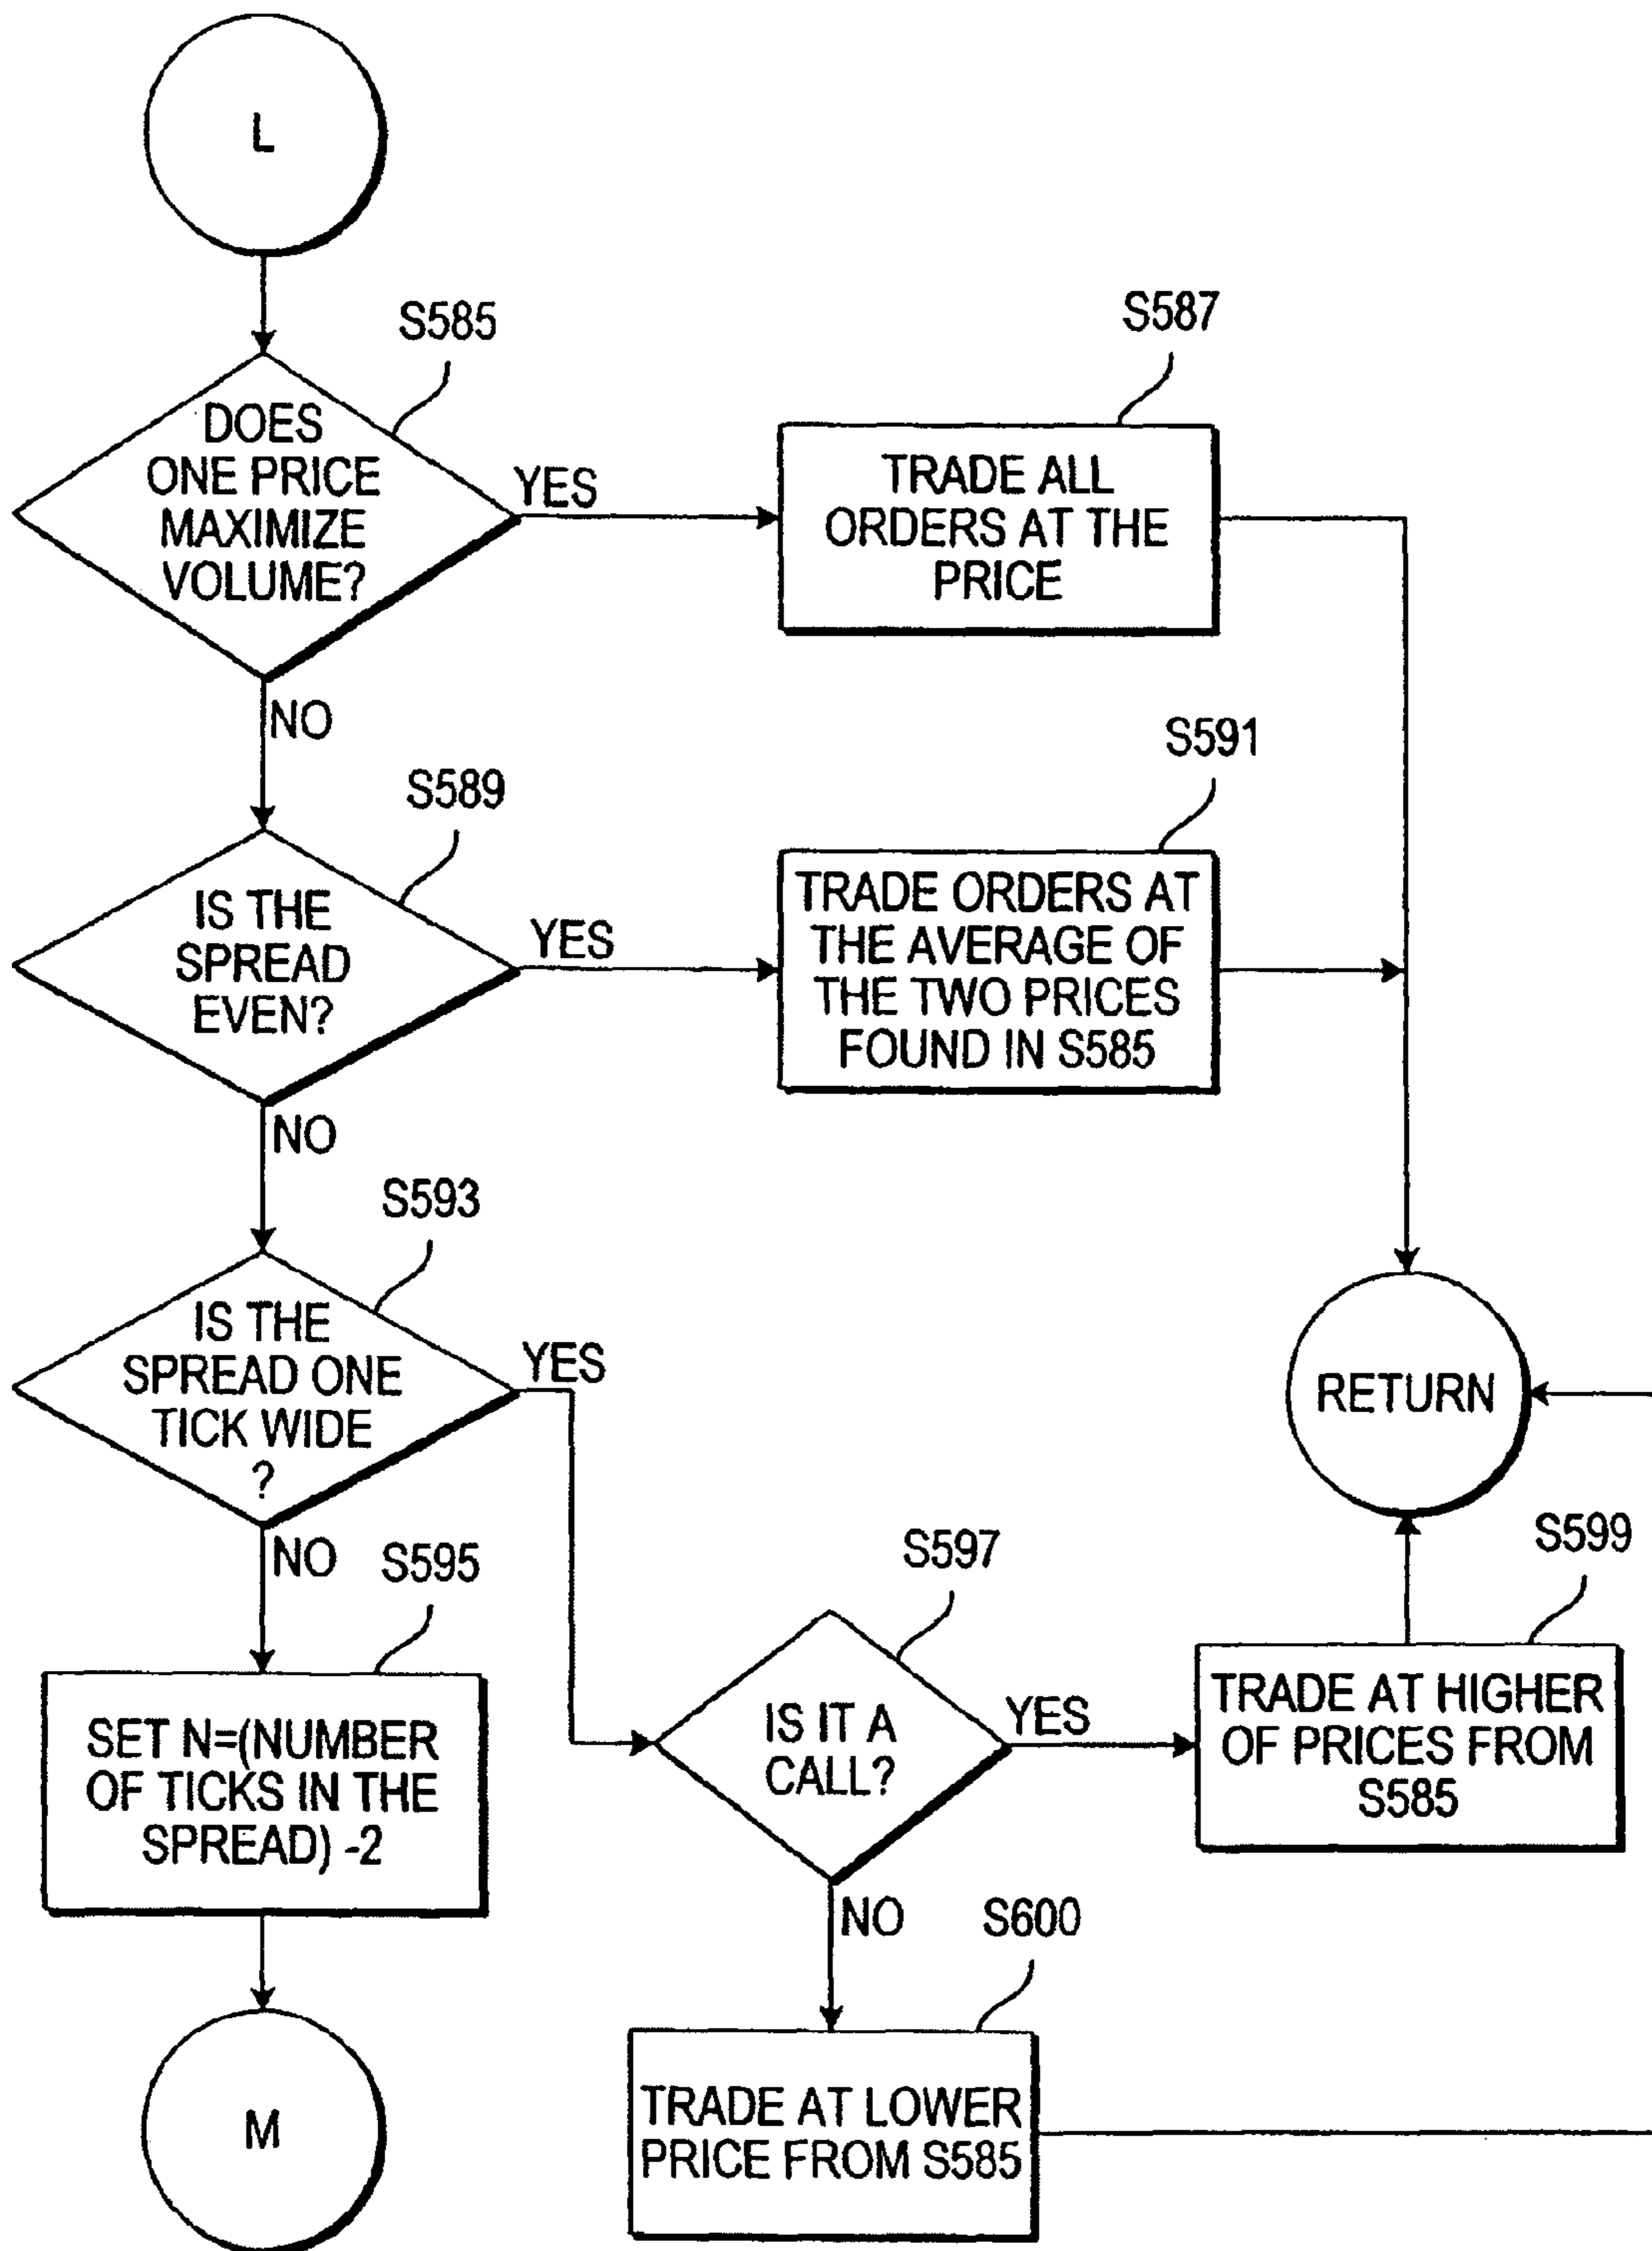 L
S585
DOES
ONE PRICE
MAXIMIZE
VOLUME?
YES
S587
TRADE ALL
ORDERS AT THE
PRICE
NO
S589
IS THE
SPREAD
EVEN?
YES
S591
TRADE ORDERS AT
THE AVERAGE OF
THE TWO PRICES
FOUND IN S585
NO
S593
IS THE
SPREAD ONE
TICK WIDE
?
YES
RETURN
NO
S595
SET N=(NUMBER
OF TICKS IN THE
SPREAD) -2
S597
IS IT A
CALL?
YES
S599
TRADE AT HIGHER
OF PRICES FROM
S585
NO
S600
TRADE AT LOWER
PRICE FROM S585
M